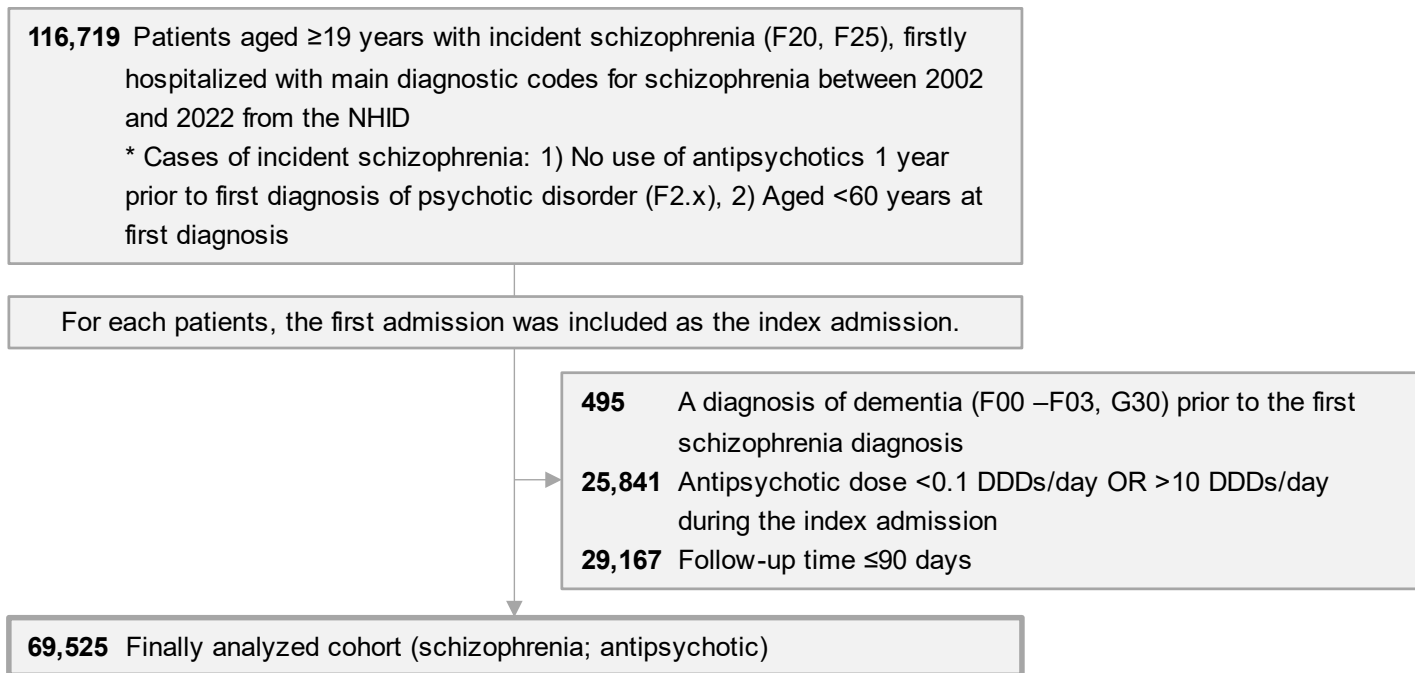 116,719 Patients aged ≥19 years with incident schizophrenia (F20, F25), firstly
hospitalized with main diagnostic codes for schizophrenia between 2002
and 2022 from the NHID
* Cases of incident schizophrenia: 1) No use of antipsychotics 1 year
prior to first diagnosis of psychotic disorder (F2.x), 2) Aged <60 years at
first diagnosis
For each patients, the first admission was included as the index admission.
495 A diagnosis of dementia (F00 –F03, G30) prior to the first
schizophrenia diagnosis
25,841 Antipsychotic dose <0.1 DDDs/day OR >10 DDDs/day
during the index admission
29,167 Follow-up time ≤90 days
69,525 Finally analyzed cohort (schizophrenia; antipsychotic)